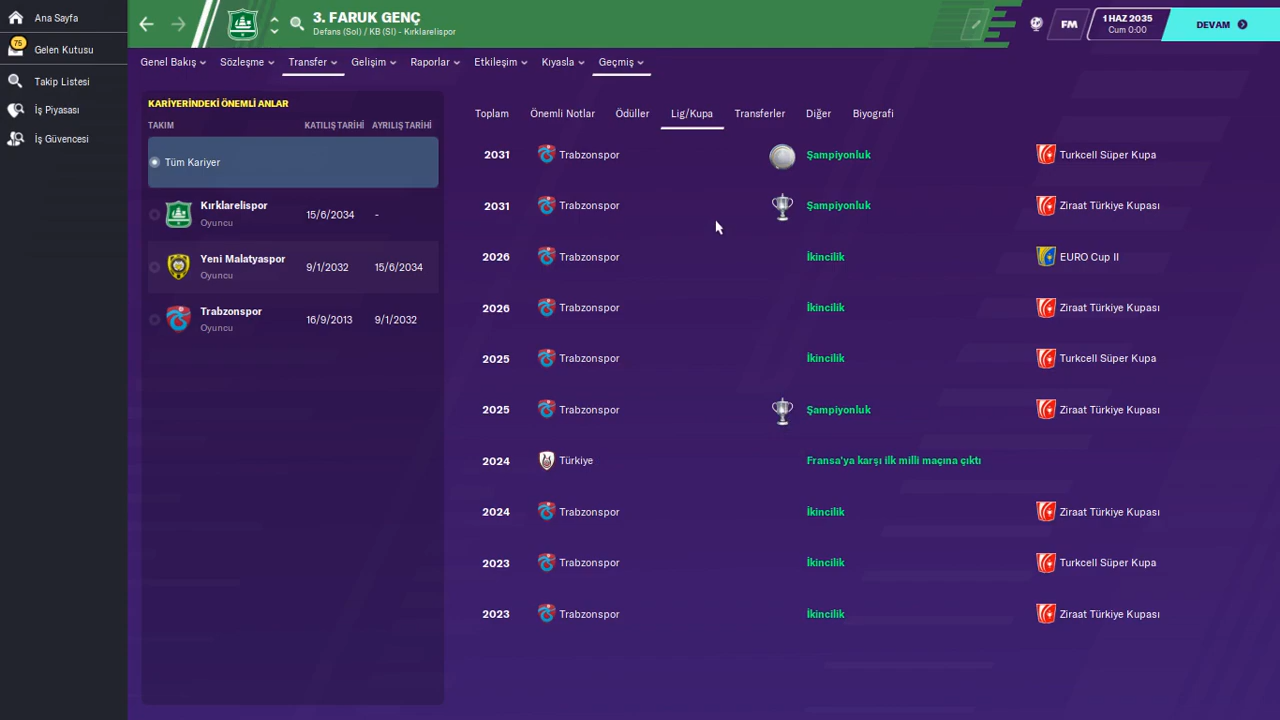 Ana Sayfa
75
Gelen Kutusu
Takip Listesi
İş Piyasası
İş Güvencesi
3. FARUK GENÇ
Defans (Sol) / KB (Sl) - Kırklarelispor
FM
1 HAZ 2035
Cum 0:00
DEVAM
Genel Bakış Sözleşme Transfer Gelişim Raporlar Etkileşim Kıyasla Geçmiş
KARİYERİNDEKİ ÖNEMLİ ANLAR
TAKIM KATILIŞ TARİHİ AYRILIŞ TARİHİ
Tüm Kariyer
Kırklarelispor 15/6/2034 -
Oyuncu
Yeni Malatyaspor 9/1/2032 15/6/2034
Oyuncu
Trabzonspor 16/9/2013 9/1/2032
Oyuncu
Toplam Önemli Notlar Ödüller Lig/Kupa Transferler Diğer Biyografi
2031 Trabzonspor Şampiyonluk Turkcell Süper Kupa
2031 Trabzonspor Şampiyonluk Ziraat Türkiye Kupası
2026 Trabzonspor İkincilik EURO Cup II
2026 Trabzonspor İkincilik Ziraat Türkiye Kupası
2025 Trabzonspor İkincilik Turkcell Süper Kupa
2025 Trabzonspor Şampiyonluk Ziraat Türkiye Kupası
2024 Türkiye Fransa'ya karşı ilk milli maçına çıktı
2024 Trabzonspor İkincilik Ziraat Türkiye Kupası
2023 Trabzonspor İkincilik Turkcell Süper Kupa
2023 Trabzonspor İkincilik Ziraat Türkiye Kupası